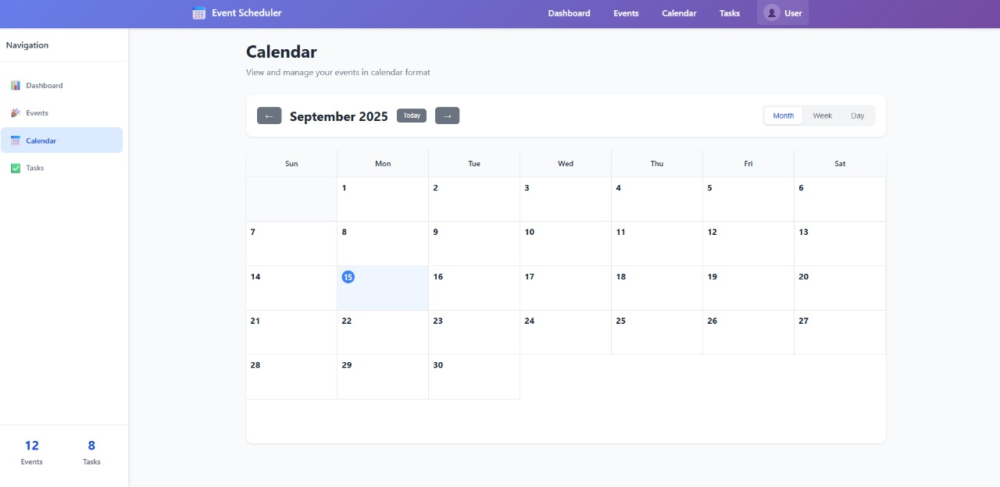 Event Scheduler
Dashboard Events Calendar Tasks User
Navigation
Dashboard
Events
Calendar
Tasks
12 8
Events Tasks
Calendar
View and manage your events in calendar format
← September 2025 Today →
Month Week Day
Sun Mon Tue Wed Thu Fri Sat
1 2 3 4 5 6
7 8 9 10 11 12 13
14 15 16 17 18 19 20
21 22 23 24 25 26 27
28 29 30